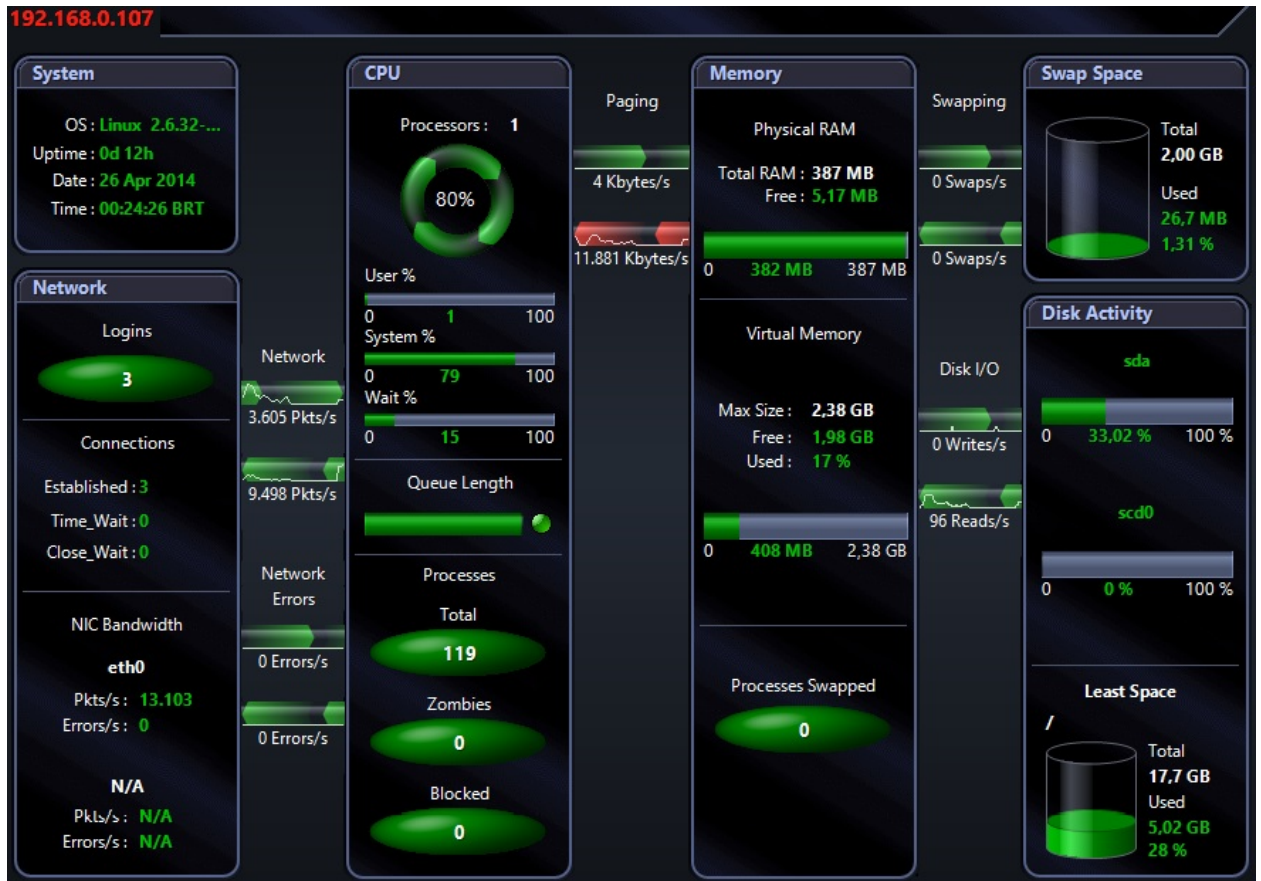 192.168.0.107
System
OS : Linux 2.6.32-...
Uptime : 0d 12h
Date : 26 Apr 2014
Time : 00:24:26 BRT
Network
Logins
3
Connections
Established : 3
Time_Wait : 0
Close_Wait : 0
NIC Bandwidth
eth0
Pkts/s : 13.103
Errors/s : 0
N/A
Pkts/s : N/A
Errors/s : N/A
Network
3.605 Pkts/s
9.498 Pkts/s
Network
Errors
0 Errors/s
0 Errors/s
CPU
Processors : 1
80%
User %
0 1 100
System %
0 79 100
Wait %
0 15 100
Queue Length
Processes
Total
119
Zombies
0
Blocked
0
Paging
4 Kbytes/s
11.881 Kbytes/s
Memory
Physical RAM
Total RAM : 387 MB
Free : 5,17 MB
0 382 MB 387 MB
Virtual Memory
Max Size : 2,38 GB
Free : 1,98 GB
Used : 17 %
0 408 MB 2,38 GB
Processes Swapped
0
Swapping
0 Swaps/s
0 Swaps/s
Disk I/O
0 Writes/s
96 Reads/s
Swap Space
Total
2,00 GB
Used
26,7 MB
1,31 %
Disk Activity
sda
0 33,02 % 100 %
scd0
0 0 % 100 %
Least Space
/
Total
17,7 GB
Used
5,02 GB
28 %